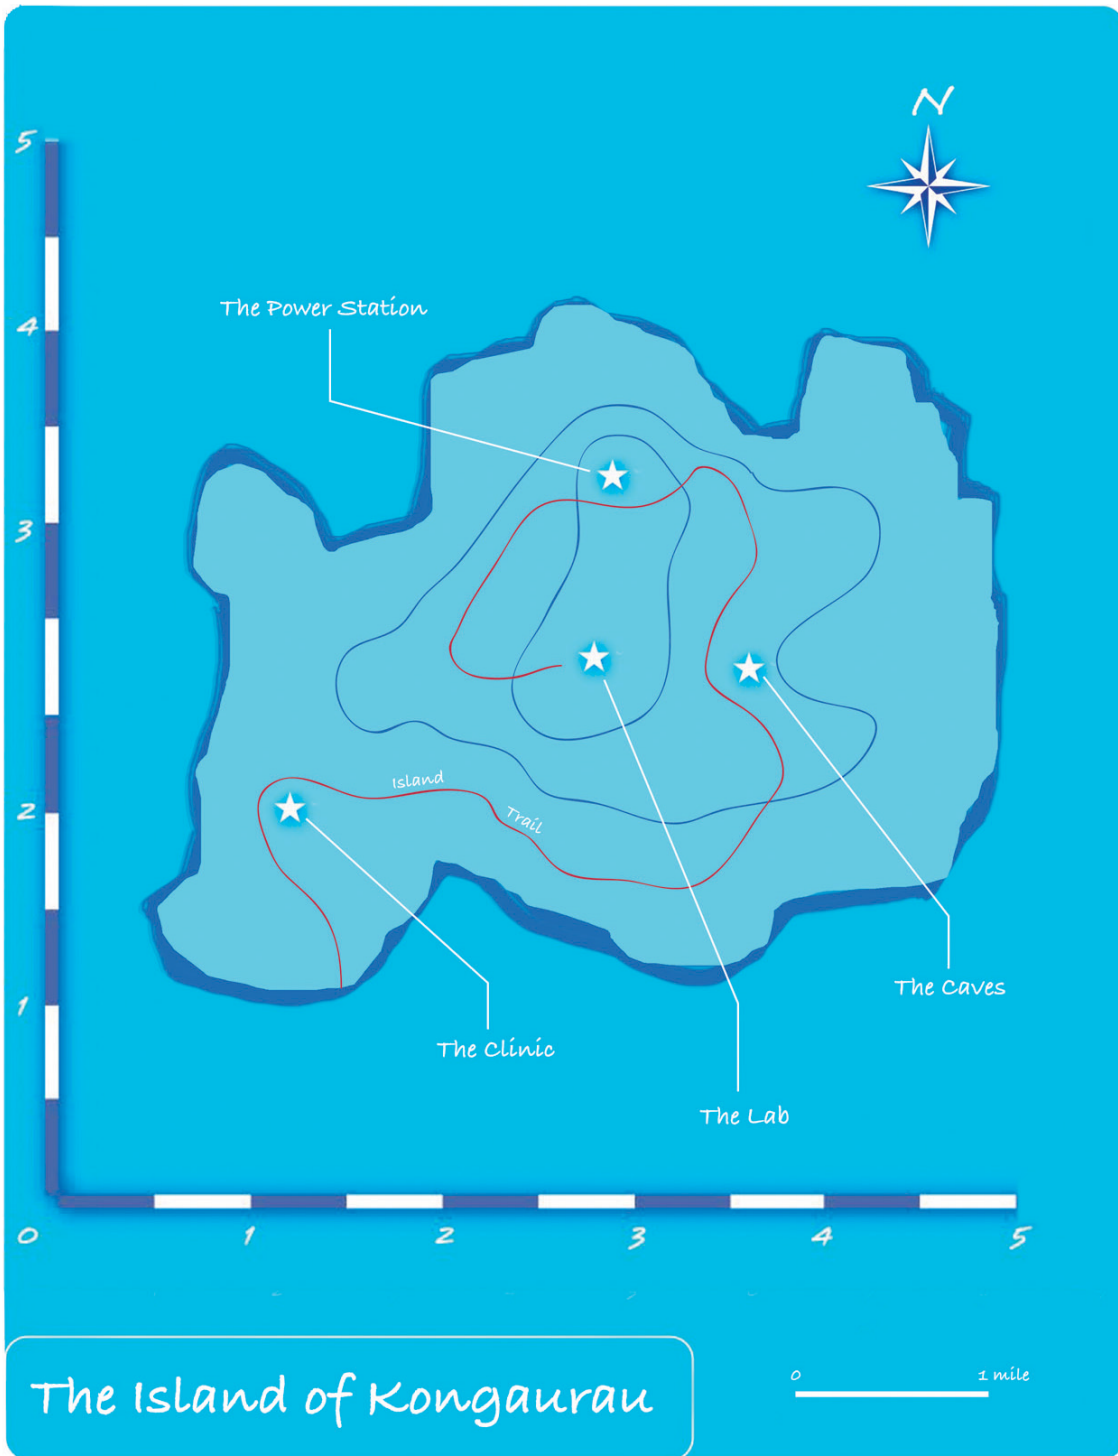 N
5
The Power Station
4
3
Island
Trail
2
The Caves
1
The Clinic
The Lab
0
1
2
3
4
5
0
1 mile
The Island of Kongaurau